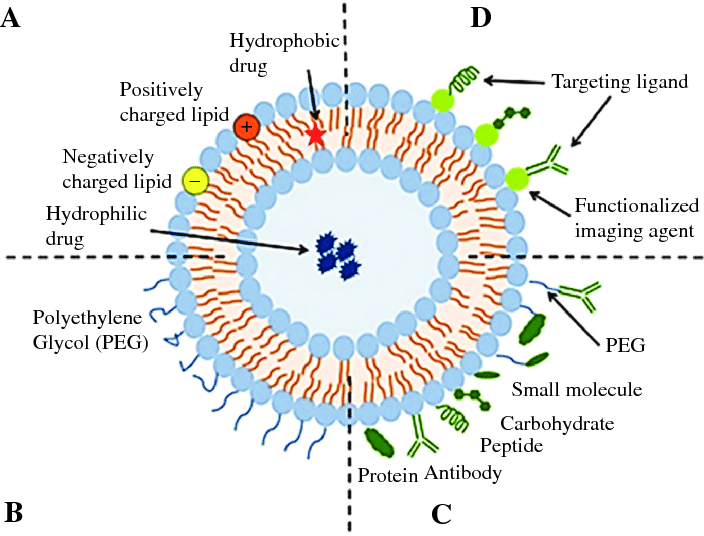 A
D
Hydrophobic
drug
Targeting ligand
Positively
charged lipid
+
Negatively
charged lipid
−
Hydrophilic
drug
Functionalized
imaging agent
Polyethylene
Glycol (PEG)
PEG
Small molecule
Carbohydrate
Peptide
Protein
Antibody
B
C